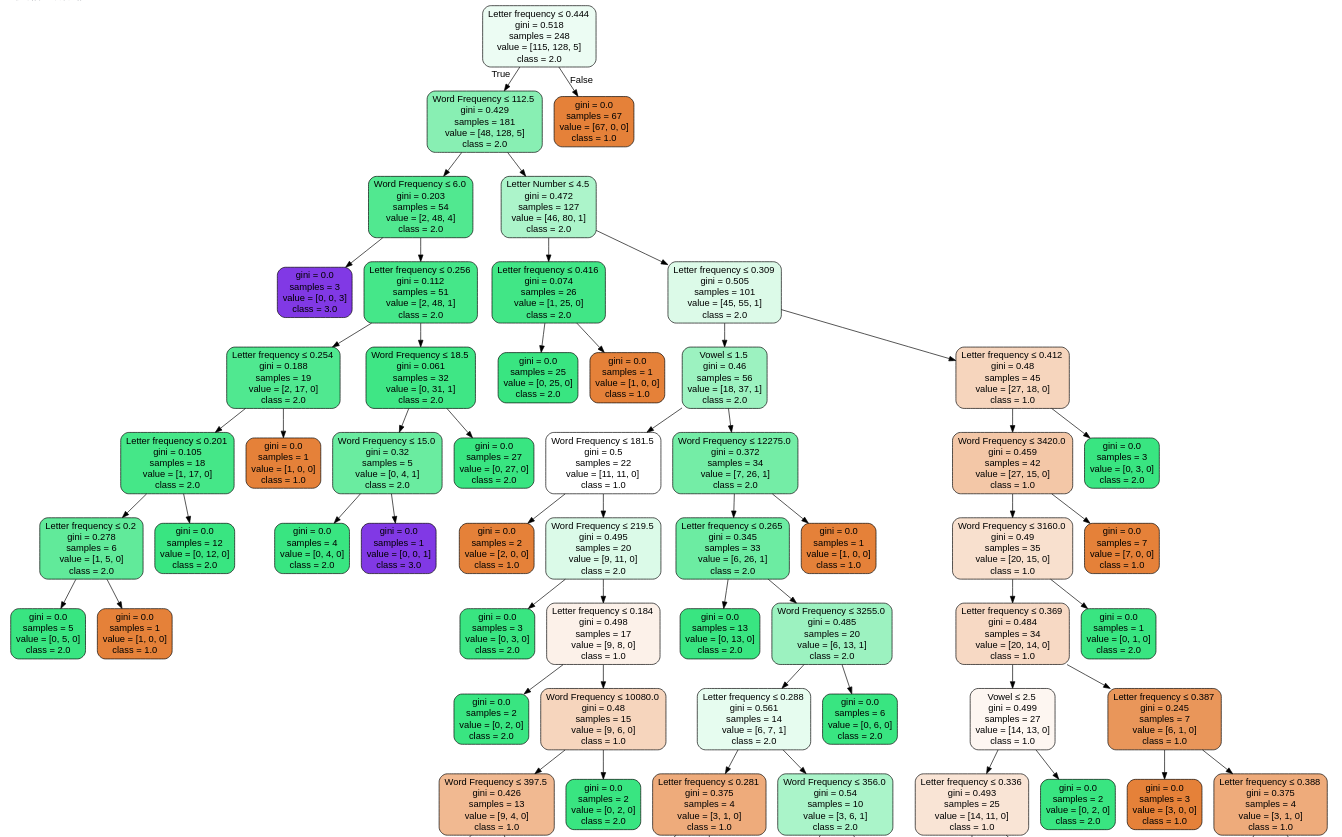 Letter frequency ≤ 0.444
gini = 0.518
samples = 248
value = [115, 128, 5]
class = 2.0
True
False
Word Frequency ≤ 112.5
gini = 0.429
samples = 181
value = [48, 128, 5]
class = 2.0
gini = 0.0
samples = 67
value = [67, 0, 0]
class = 1.0
Word Frequency ≤ 6.0
gini = 0.203
samples = 54
value = [2, 48, 4]
class = 2.0
Letter Number ≤ 4.5
gini = 0.472
samples = 127
value = [46, 80, 1]
class = 2.0
gini = 0.0
samples = 3
value = [0, 0, 3]
class = 3.0
Letter frequency ≤ 0.256
gini = 0.112
samples = 51
value = [2, 48, 1]
class = 2.0
Letter frequency ≤ 0.416
gini = 0.074
samples = 26
value = [1, 25, 0]
class = 2.0
Letter frequency ≤ 0.309
gini = 0.505
samples = 101
value = [45, 55, 1]
class = 2.0
Letter frequency ≤ 0.254
gini = 0.188
samples = 19
value = [2, 17, 0]
class = 2.0
Word Frequency ≤ 18.5
gini = 0.061
samples = 32
value = [0, 31, 1]
class = 2.0
gini = 0.0
samples = 25
value = [0, 25, 0]
class = 2.0
gini = 0.0
samples = 1
value = [1, 0, 0]
class = 1.0
Vowel ≤ 1.5
gini = 0.46
samples = 56
value = [18, 37, 1]
class = 2.0
Letter frequency ≤ 0.412
gini = 0.48
samples = 45
value = [27, 18, 0]
class = 1.0
Letter frequency ≤ 0.201
gini = 0.105
samples = 18
value = [1, 17, 0]
class = 2.0
gini = 0.0
samples = 1
value = [1, 0, 0]
class = 1.0
Word Frequency ≤ 15.0
gini = 0.32
samples = 5
value = [0, 4, 1]
class = 2.0
gini = 0.0
samples = 27
value = [0, 27, 0]
class = 2.0
Word Frequency ≤ 181.5
gini = 0.5
samples = 22
value = [11, 11, 0]
class = 1.0
Word Frequency ≤ 12275.0
gini = 0.372
samples = 34
value = [7, 26, 1]
class = 2.0
Word Frequency ≤ 3420.0
gini = 0.459
samples = 42
value = [27, 15, 0]
class = 1.0
gini = 0.0
samples = 3
value = [0, 3, 0]
class = 2.0
Letter frequency ≤ 0.2
gini = 0.278
samples = 6
value = [1, 5, 0]
class = 2.0
gini = 0.0
samples = 12
value = [0, 12, 0]
class = 2.0
gini = 0.0
samples = 4
value = [0, 4, 0]
class = 2.0
gini = 0.0
samples = 1
value = [0, 0, 1]
class = 3.0
gini = 0.0
samples = 2
value = [2, 0, 0]
class = 1.0
Word Frequency ≤ 219.5
gini = 0.495
samples = 20
value = [9, 11, 0]
class = 2.0
Letter frequency ≤ 0.265
gini = 0.345
samples = 33
value = [6, 26, 1]
class = 2.0
gini = 0.0
samples = 1
value = [1, 0, 0]
class = 1.0
Word Frequency ≤ 3160.0
gini = 0.49
samples = 35
value = [20, 15, 0]
class = 1.0
gini = 0.0
samples = 7
value = [7, 0, 0]
class = 1.0
gini = 0.0
samples = 5
value = [0, 5, 0]
class = 2.0
gini = 0.0
samples = 1
value = [1, 0, 0]
class = 1.0
gini = 0.0
samples = 3
value = [0, 3, 0]
class = 2.0
Letter frequency ≤ 0.184
gini = 0.498
samples = 17
value = [9, 8, 0]
class = 1.0
gini = 0.0
samples = 13
value = [0, 13, 0]
class = 2.0
Word Frequency ≤ 3255.0
gini = 0.485
samples = 20
value = [6, 13, 1]
class = 2.0
Letter frequency ≤ 0.369
gini = 0.484
samples = 34
value = [20, 14, 0]
class = 1.0
gini = 0.0
samples = 1
value = [0, 1, 0]
class = 2.0
gini = 0.0
samples = 2
value = [0, 2, 0]
class = 2.0
Word Frequency ≤ 10080.0
gini = 0.48
samples = 15
value = [9, 6, 0]
class = 1.0
Letter frequency ≤ 0.288
gini = 0.561
samples = 14
value = [6, 7, 1]
class = 2.0
gini = 0.0
samples = 6
value = [0, 6, 0]
class = 2.0
Vowel ≤ 2.5
gini = 0.499
samples = 27
value = [14, 13, 0]
class = 1.0
Letter frequency ≤ 0.387
gini = 0.245
samples = 7
value = [6, 1, 0]
class = 1.0
Word Frequency ≤ 397.5
gini = 0.426
samples = 13
value = [9, 4, 0]
class = 1.0
gini = 0.0
samples = 2
value = [0, 2, 0]
class = 2.0
Letter frequency ≤ 0.281
gini = 0.375
samples = 4
value = [3, 1, 0]
class = 1.0
Word Frequency ≤ 356.0
gini = 0.54
samples = 10
value = [3, 6, 1]
class = 2.0
Letter frequency ≤ 0.336
gini = 0.493
samples = 25
value = [14, 11, 0]
class = 1.0
gini = 0.0
samples = 2
value = [0, 2, 0]
class = 2.0
gini = 0.0
samples = 3
value = [3, 0, 0]
class = 1.0
Letter frequency ≤ 0.388
gini = 0.375
samples = 4
value = [3, 1, 0]
class = 1.0